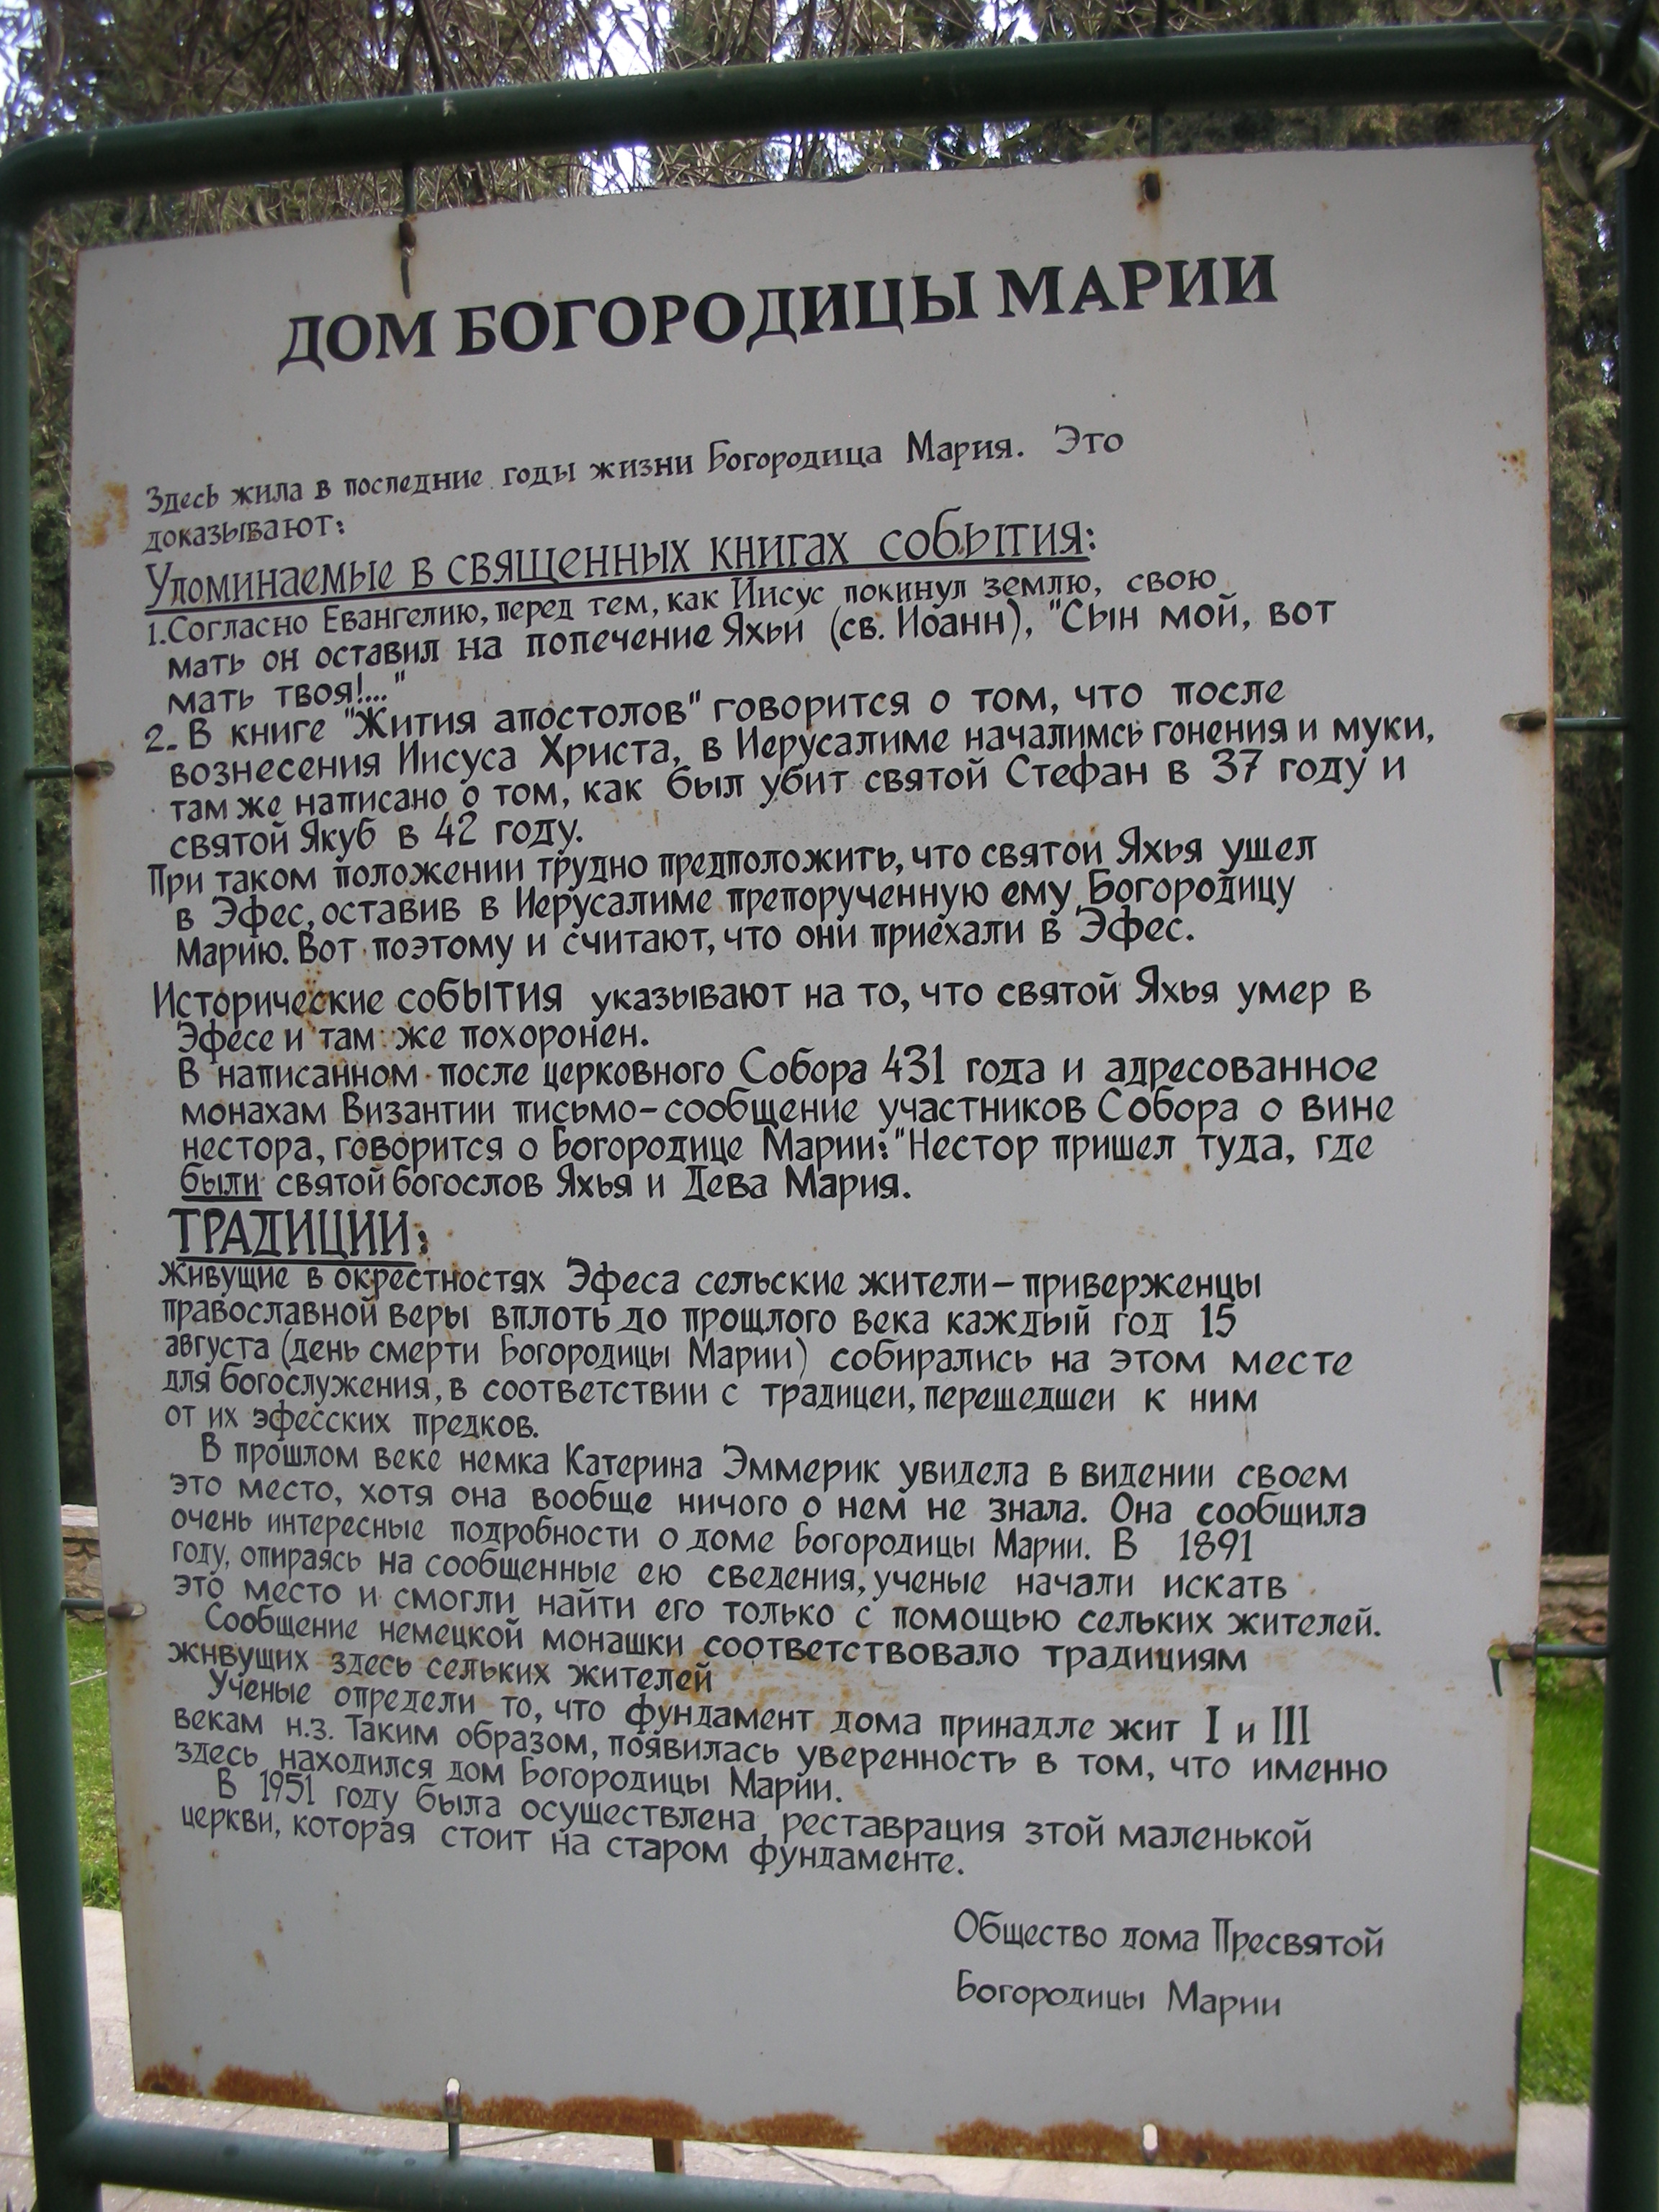 ДОМ БОГОРОДИЦЫ МАРИИ
Здесь жила в последние годы жизни Богородица Мария. Это
доказывают:
Упоминаемые в священных книгах события:
1. Согласно Евангелию, перед тем, как Иисус покинул землю, свою
мать он оставил на попечение Яхьи (св. Иоанн), "Сын мой, вот
мать твоя!..."
2. В книге "Жития апостолов" говорится о том, что после
вознесения Иисуса Христа, в Иерусалиме началимсь гонения и муки,
там же написано о том, как был убит святой Стефан в 37 году и
святой Якуб в 42 году.
При таком положении трудно предположить, что святой Яхья ушел
в Эфес, оставив в Иерусалиме препорученную ему Богородицу
Марию. Вот поэтому и считают, что они приехали в Эфес.
Исторические события указывают на то, что святой Яхья умер в
Эфесе и там же похоронен.
В написанном после церковного Собора 431 года и адресованное
монахам Византии письмо-сообщение участников Собора о вине
нестора, говорится о Богородице Марии: "Нестор пришел туда, где
были святой богослов Яхья и Дева Мария.
ТРАДИЦИИ:
Живущие в окрестностях Эфеса сельские жители - приверженцы
православной веры вплоть до прощлого века каждый год 15
августа (день смерти Богородицы Марии) собирались на этом месте
для богослужения, в соответствии с традицеи, перешедшеи к ним
от их эфесских предков.
В прошлом веке немка Катерина Эммерик увидела в видении своем
это место, хотя она вообще ничого о нем не знала. Она сообщила
очень интересные подробности о доме Богородицы Марии. В 1891
году, опираясь на сообщенные ею сведения, ученые начали искатв
это место и смогли найти его только с помощью сельких жителей.
Сообщение немецкой монашки соответствовало традициям
живущих здесь сельких жителей
Ученые определи то, что фундамент дома принадле жит I и III
векам н.з. Таким образом, появилась уверенность в том, что именно
здесь находился дом Богородицы Марии.
В 1951 году была осуществлена реставрация зтой маленькой
церкви, которая стоит на старом фундаменте.
Общество дома Пресвятой
Богородицы Марии